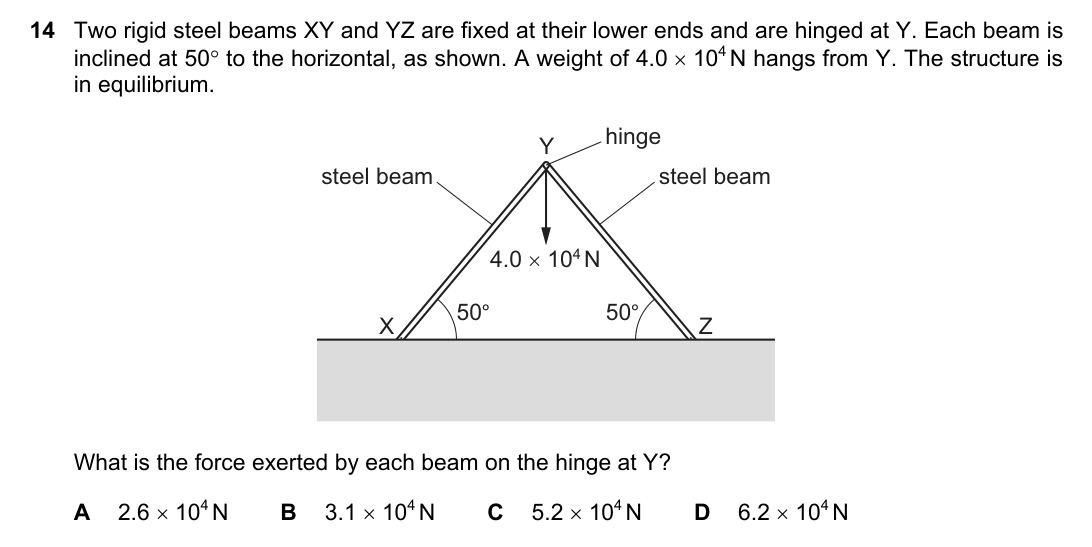 14 Two rigid steel beams XY and YZ are fixed at their lower ends and are hinged at Y. Each beam is
inclined at 50° to the horizontal, as shown. A weight of 4.0 × 10⁴ N hangs from Y. The structure is
in equilibrium.
Y
hinge
steel beam
steel beam
4.0 × 10⁴ N
50°
50°
X
Z
What is the force exerted by each beam on the hinge at Y?
A 2.6 × 10⁴ N B 3.1 × 10⁴ N C 5.2 × 10⁴ N D 6.2 × 10⁴ N